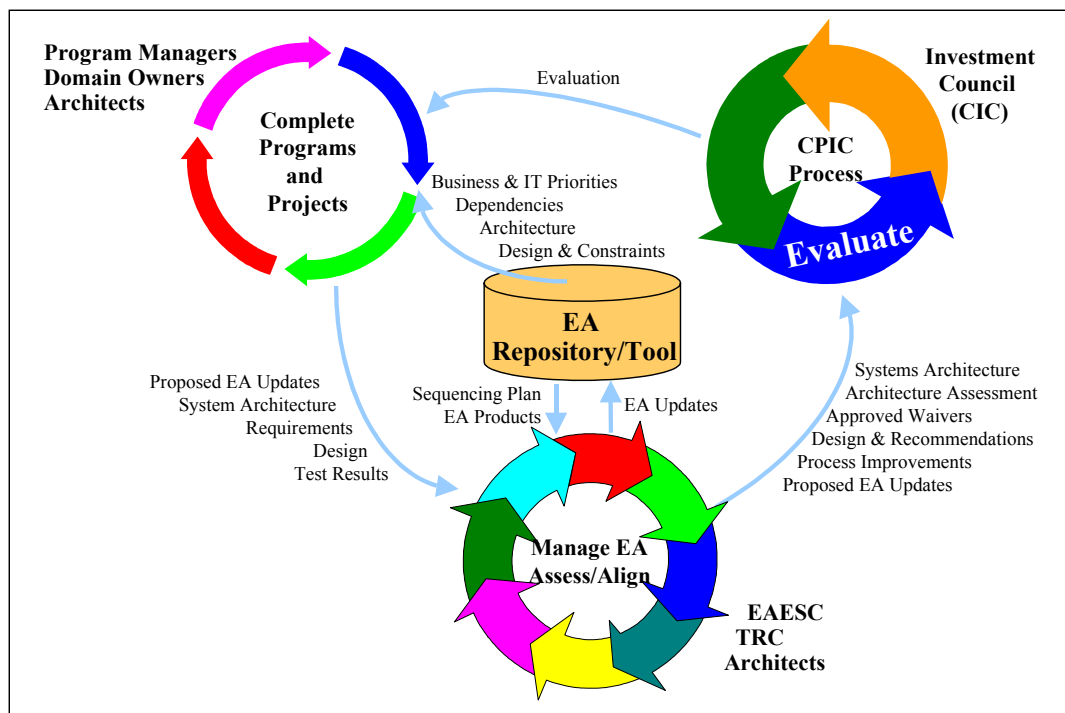 Program Managers
Domain Owners
Architects
Complete
Programs
and
Projects
Evaluation
CPIC
Process
Evaluate
Investment
Council
(CIC)
Business & IT Priorities
Dependencies
Architecture
Design & Constraints
EA
Repository/Tool
Sequencing Plan
EA Products
EA Updates
Proposed EA Updates
System Architecture
Requirements
Design
Test Results
Systems Architecture
Architecture Assessment
Approved Waivers
Design & Recommendations
Process Improvements
Proposed EA Updates
Manage EA
Assess/Align
EAESC
TRC
Architects